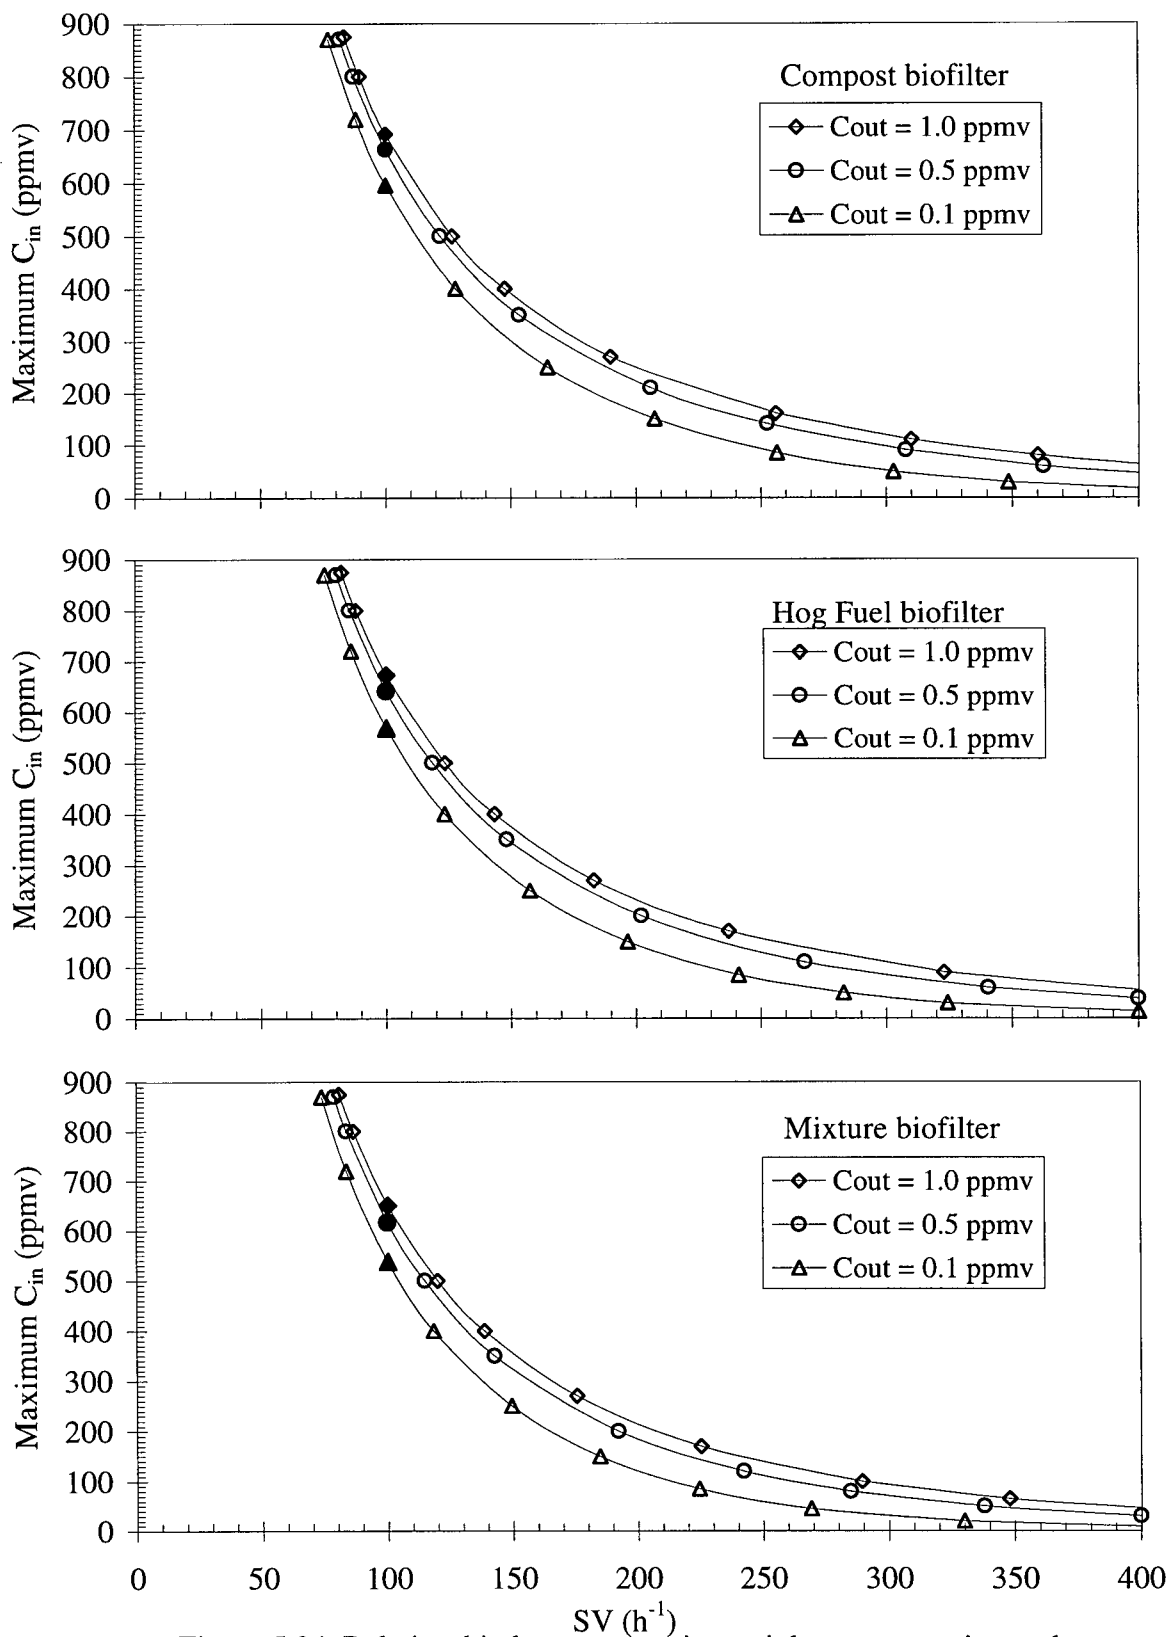 900
800
700
600
500
400
300
200
100
0
Maximum Cin (ppmv)
Compost biofilter
Cout = 1.0 ppmv
Cout = 0.5 ppmv
Cout = 0.1 ppmv
900
800
700
600
500
400
300
200
100
0
Maximum Cin (ppmv)
Hog Fuel biofilter
Cout = 1.0 ppmv
Cout = 0.5 ppmv
Cout = 0.1 ppmv
900
800
700
600
500
400
300
200
100
0
Maximum Cin (ppmv)
Mixture biofilter
Cout = 1.0 ppmv
Cout = 0.5 ppmv
Cout = 0.1 ppmv
0 50 100 150 200 250 300 350 400
SV (h-1)